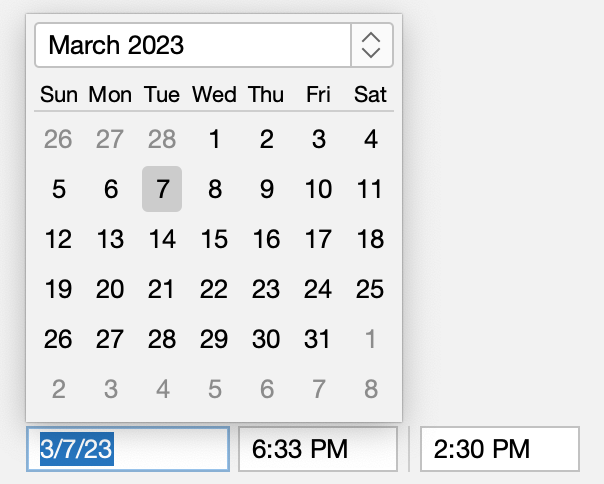 March 2023
Sun Mon Tue Wed Thu Fri Sat
26 27 28 1 2 3 4
5 6 7 8 9 10 11
12 13 14 15 16 17 18
19 20 21 22 23 24 25
26 27 28 29 30 31 1
2 3 4 5 6 7 8
3/7/23 6:33 PM 2:30 PM